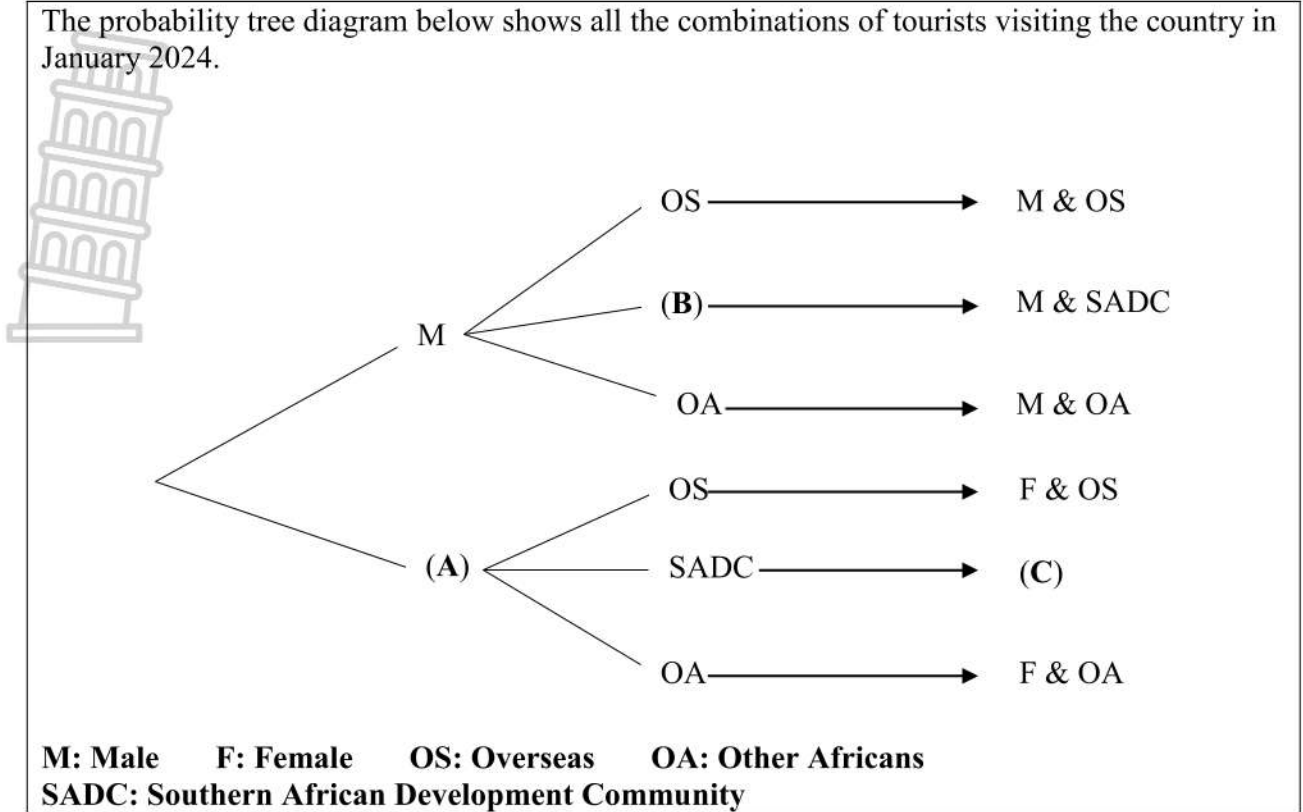 The probability tree diagram below shows all the combinations of tourists visiting the country in
January 2024.
OS M & OS
(B) M & SADC
M
OA M & OA
OS F & OS
(A) SADC (C)
OA F & OA
M: Male F: Female OS: Overseas OA: Other Africans
SADC: Southern African Development Community